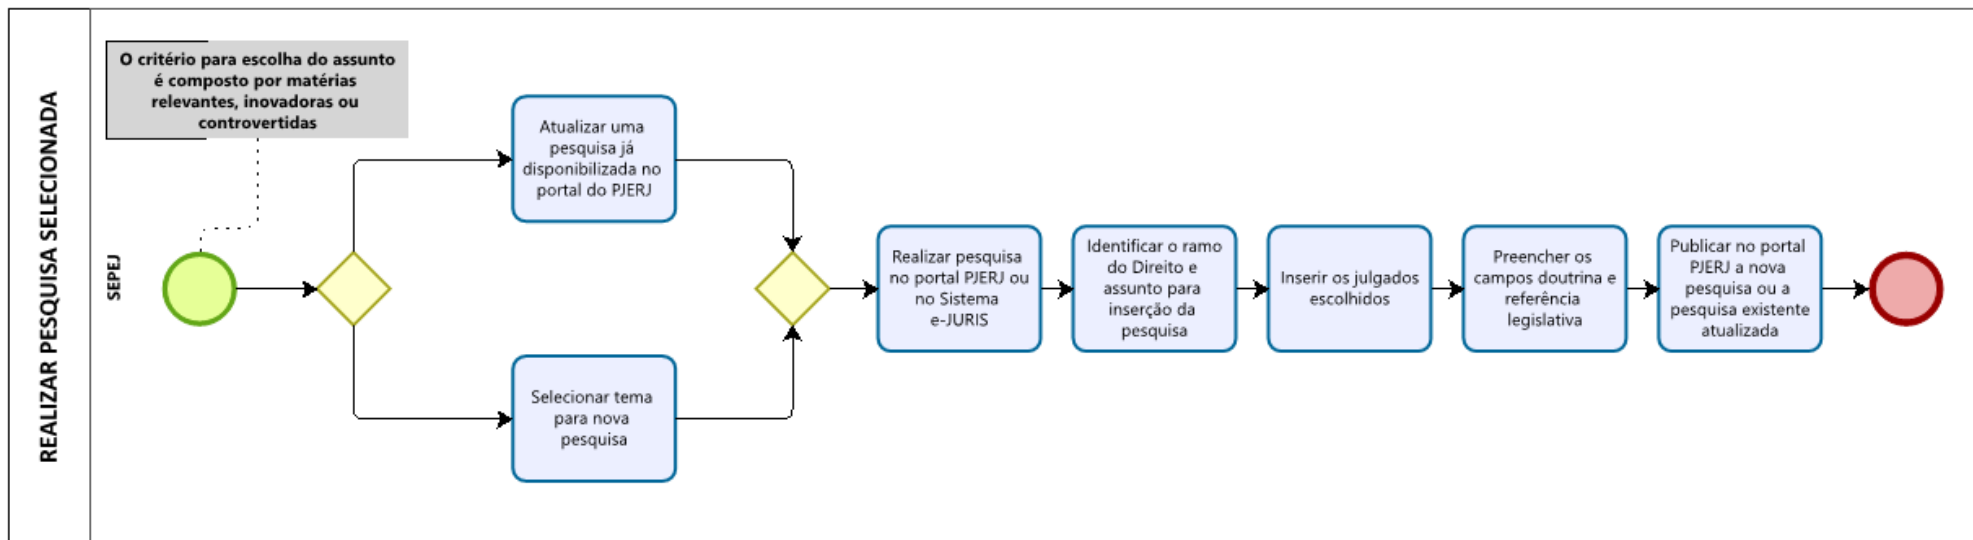 REALIZAR PESQUISA SELECIONADA
SEPEJ
O critério para escolha do assunto
é composto por matérias
relevantes, inovadoras ou
controvertidas
Atualizar uma
pesquisa já
disponibilizada no
portal do PJERJ
Selecionar tema
para nova
pesquisa
Realizar pesquisa
no portal PJERJ ou
no Sistema
e-JURIS
Identificar o ramo
do Direito e
assunto para
inserção da
pesquisa
Inserir os julgados
escolhidos
Preencher os
campos doutrina e
referência
legislativa
Publicar no portal
PJERJ a nova
pesquisa ou a
pesquisa existente
atualizada